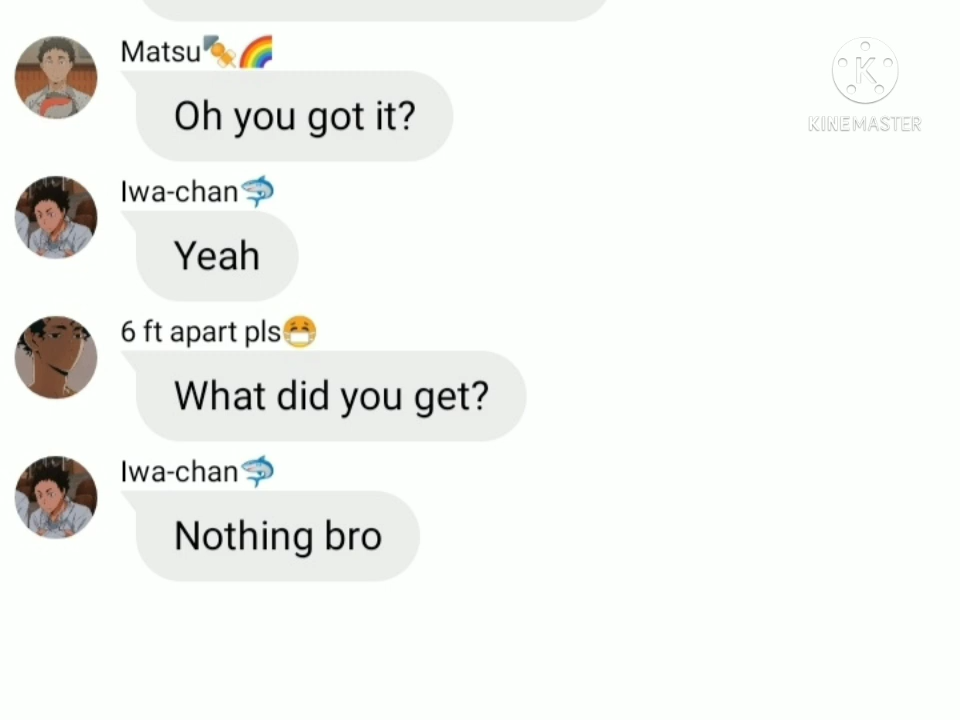 Matsu🍢🌈
Oh you got it?
KINEMASTER
Iwa-chan🦈
Yeah
6 ft apart pls😷
What did you get?
Iwa-chan🦈
Nothing bro